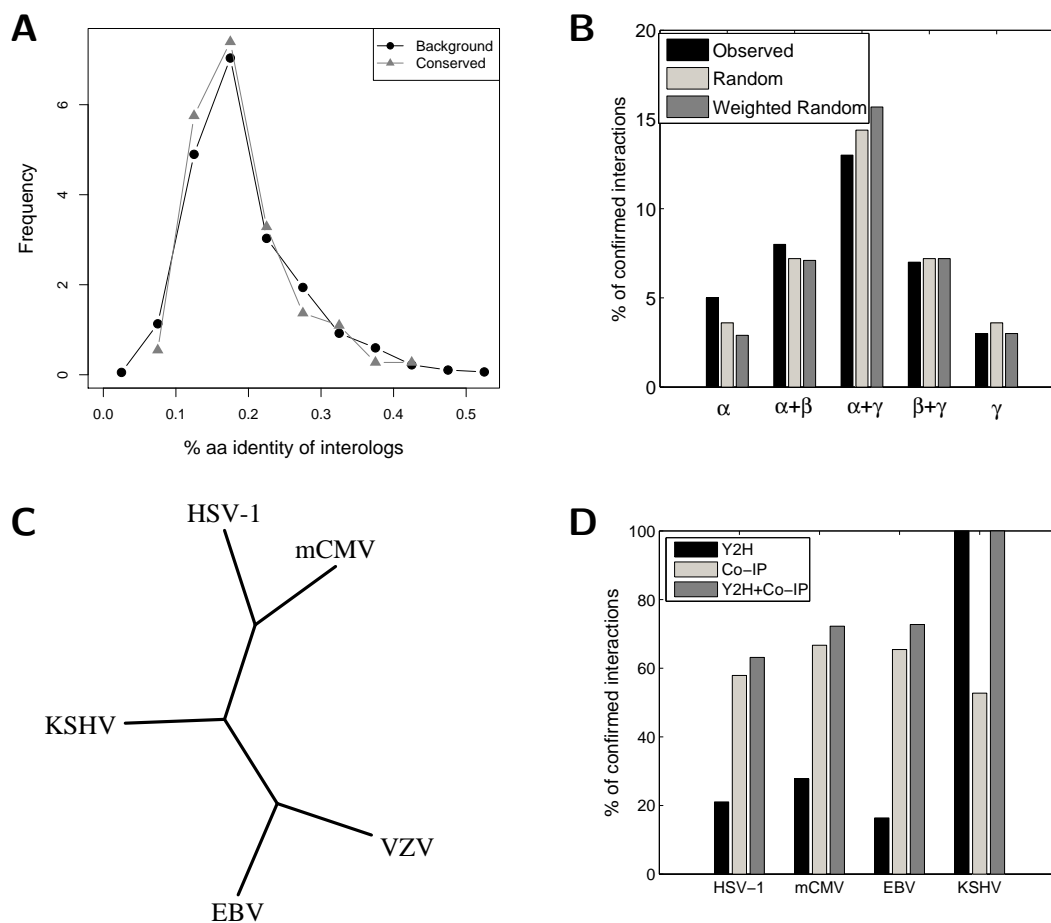 A
Background
Conserved
Frequency
0
2
4
6
0.0
0.1
0.2
0.3
0.4
0.5
% aa identity of interologs
B
Observed
Random
Weighted Random
% of confirmed interactions
20
15
10
5
0
α
α+β
α+γ
β+γ
γ
C
HSV-1
mCMV
KSHV
VZV
EBV
D
Y2H
Co−IP
Y2H+Co−IP
% of confirmed interactions
100
80
60
40
20
0
HSV−1
mCMV
EBV
KSHV